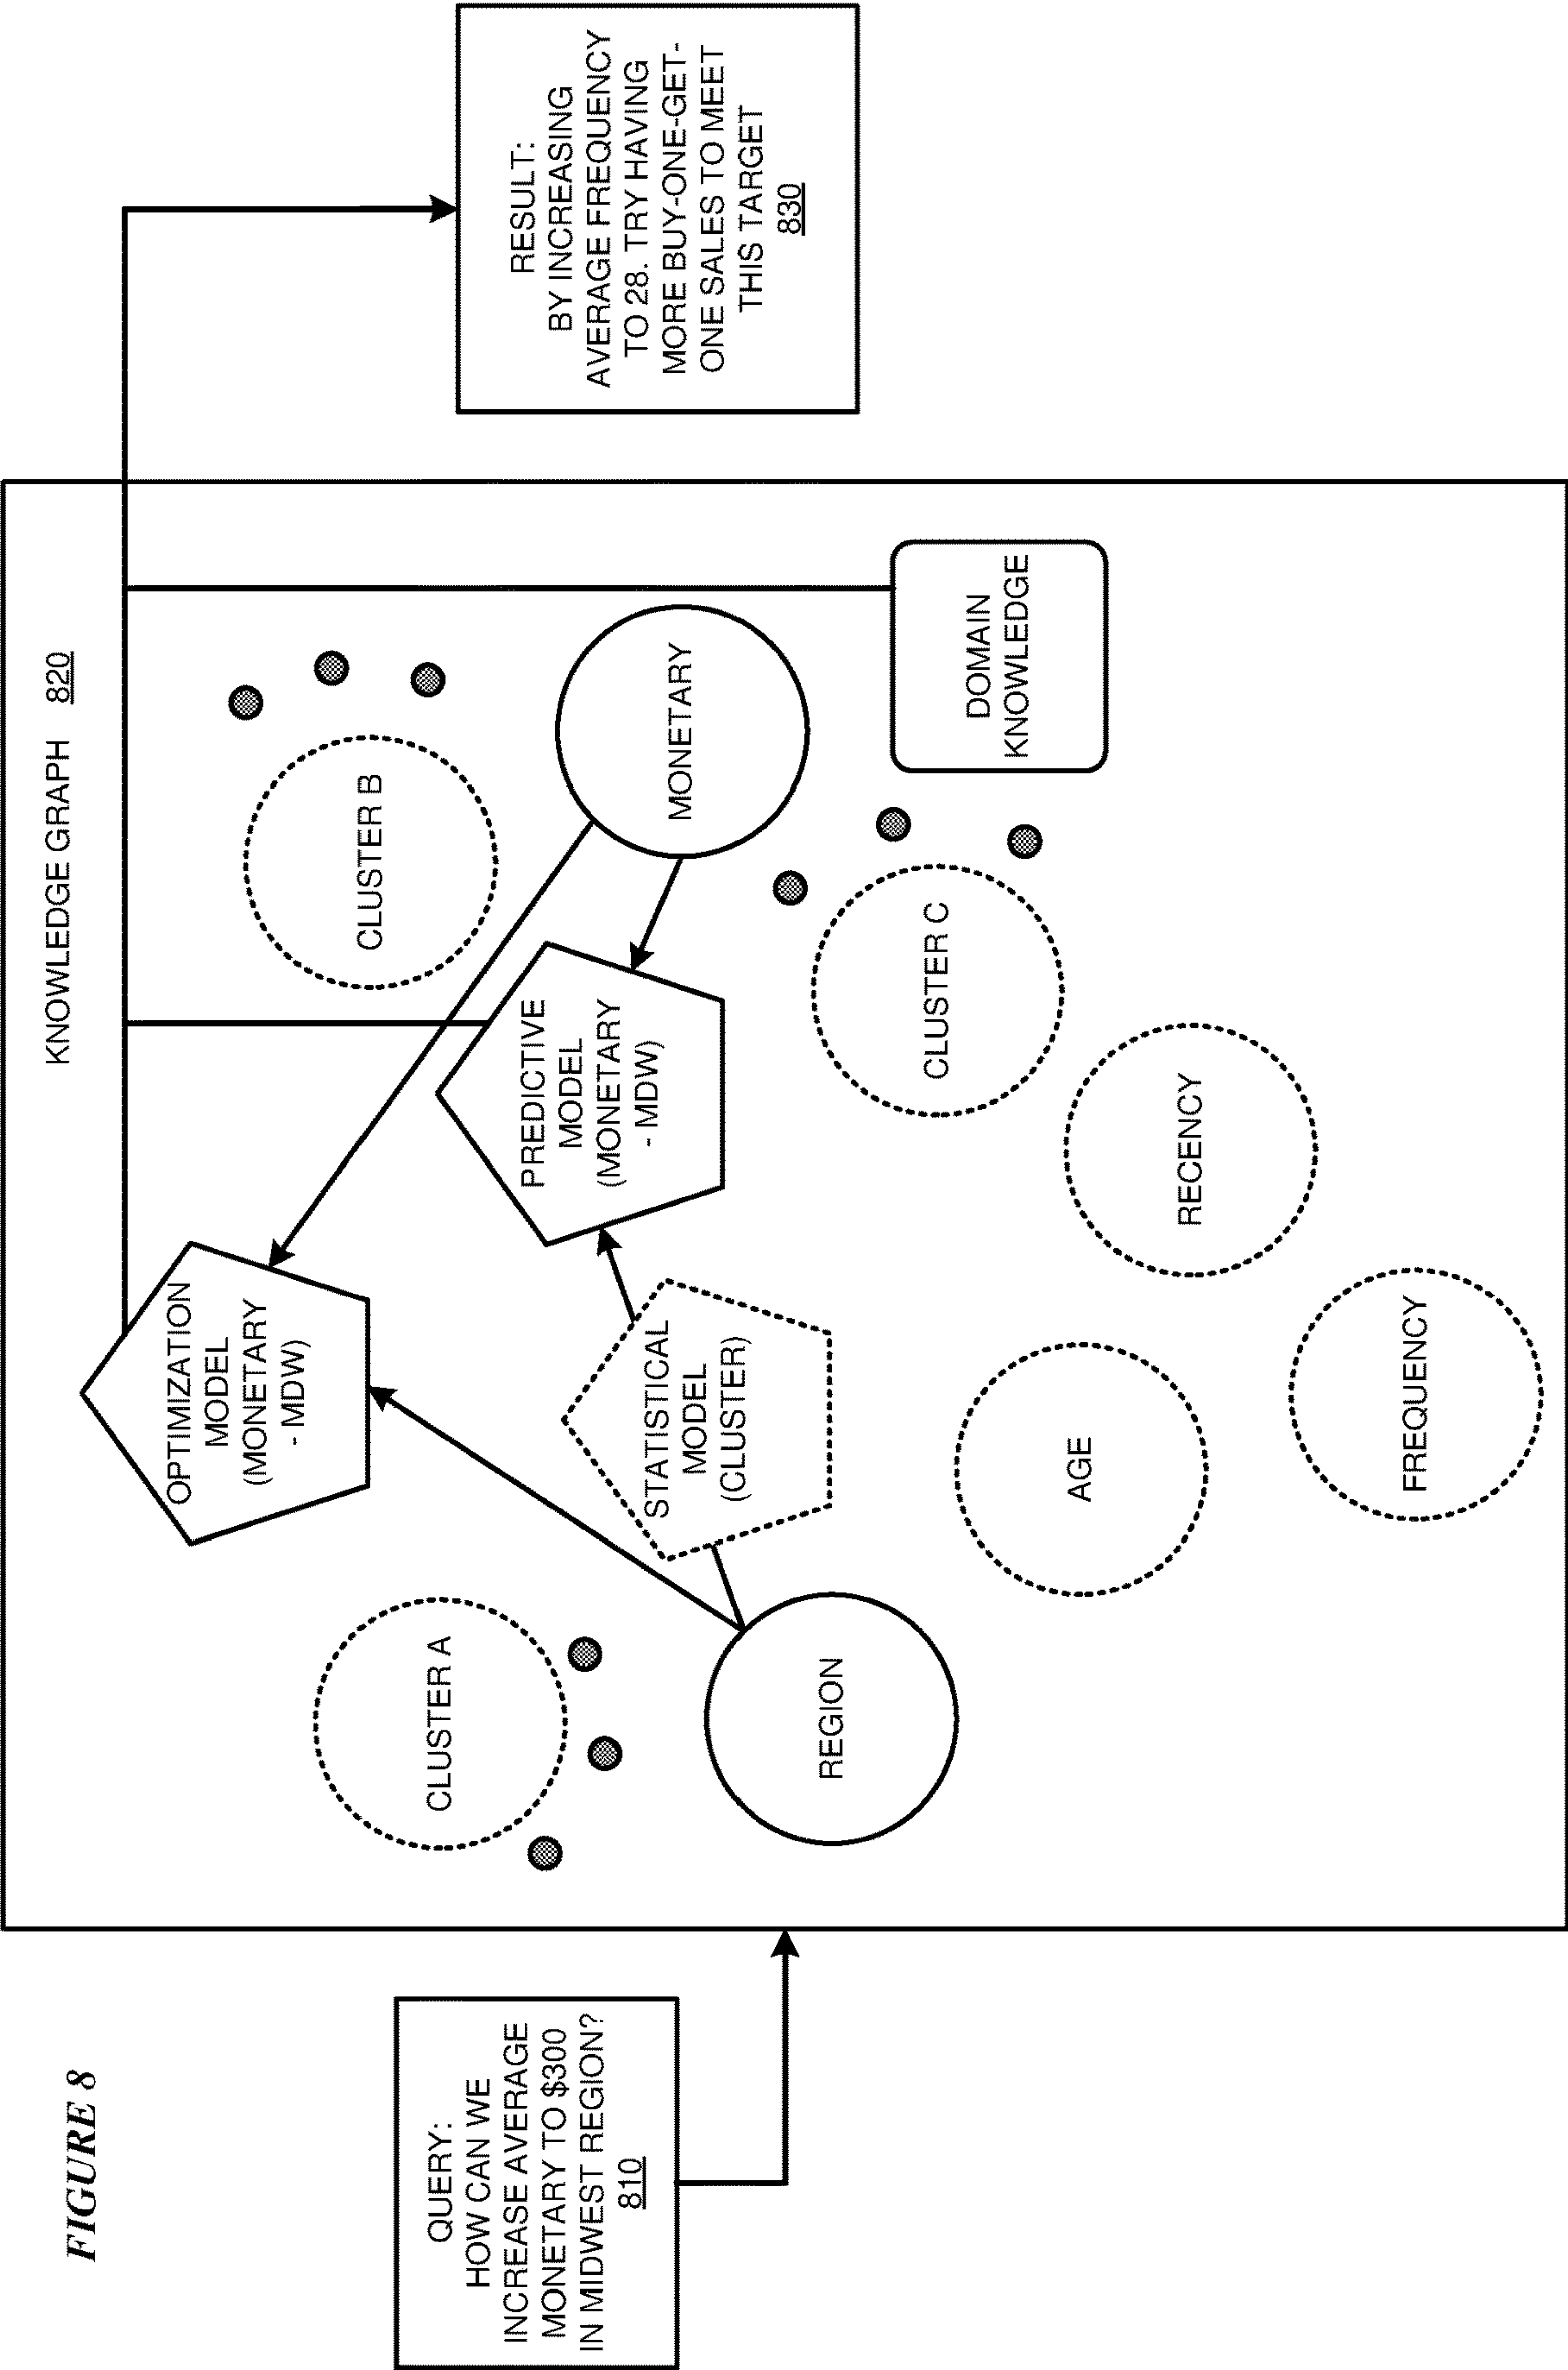 FIGURE 8
QUERY:
HOW CAN WE
INCREASE AVERAGE
MONETARY TO $300
IN MIDWEST REGION?
810
KNOWLEDGE GRAPH 820
CLUSTER A
REGION
OPTIMIZATION
MODEL
(MONETARY
- MDW)
STATISTICAL
MODEL
(CLUSTER)
AGE
FREQUENCY
PREDICTIVE
MODEL
(MONETARY
- MDW)
RECENCY
CLUSTER B
CLUSTER C
MONETARY
DOMAIN
KNOWLEDGE
RESULT:
BY INCREASING
AVERAGE FREQUENCY
TO 28. TRY HAVING
MORE BUY-ONE-GET-
ONE SALES TO MEET
THIS TARGET
830